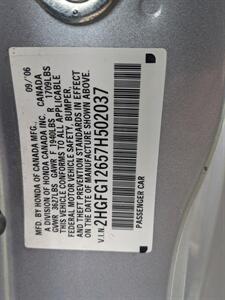 MFD. BY HONDA OF CANADA MFG., 09/'06
A DIVISION OF HONDA CANADA INC. CANADA
GVWR 3627LBS GAWR F 1940LBS R 1709LBS
THIS VEHICLE CONFORMS TO ALL APPLICABLE
FEDERAL MOTOR VEHICLE SAFETY, BUMPER,
AND THEFT PREVENTION STANDARDS IN EFFECT
ON THE DATE OF MANUFACTURE SHOWN ABOVE.
V.I.N. 2HGFG12657H502037
PASSENGER CAR